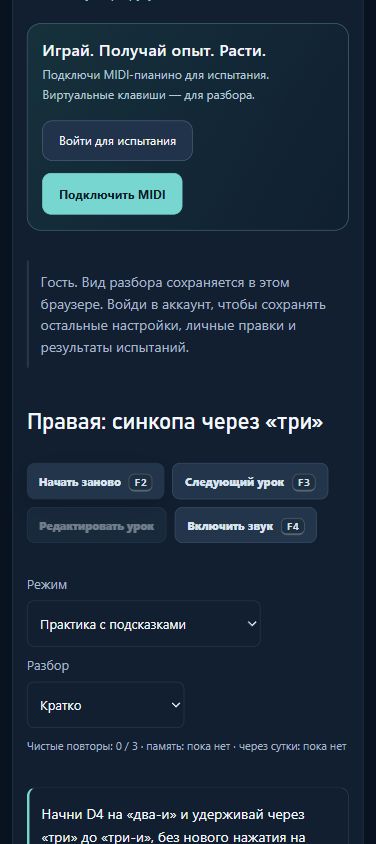 Играй. Получай опыт. Расти.
Подключи MIDI-пианино для испытания.
Виртуальные клавиши — для разбора.
Войти для испытания
Подключить MIDI
Гость. Вид разбора сохраняется в этом
браузере. Войди в аккаунт, чтобы сохранять
остальные настройки, личные правки и
результаты испытаний.
Правая: синкопа через «три»
Начать заново F2
Следующий урок F3
Редактировать урок
Включить звук F4
Режим
Практика с подсказками
Разбор
Кратко
Чистые повторы: 0 / 3 · память: пока нет · через сутки: пока нет
Начни D4 на «два-и» и удерживай через
«три» до «три-и», без нового нажатия на